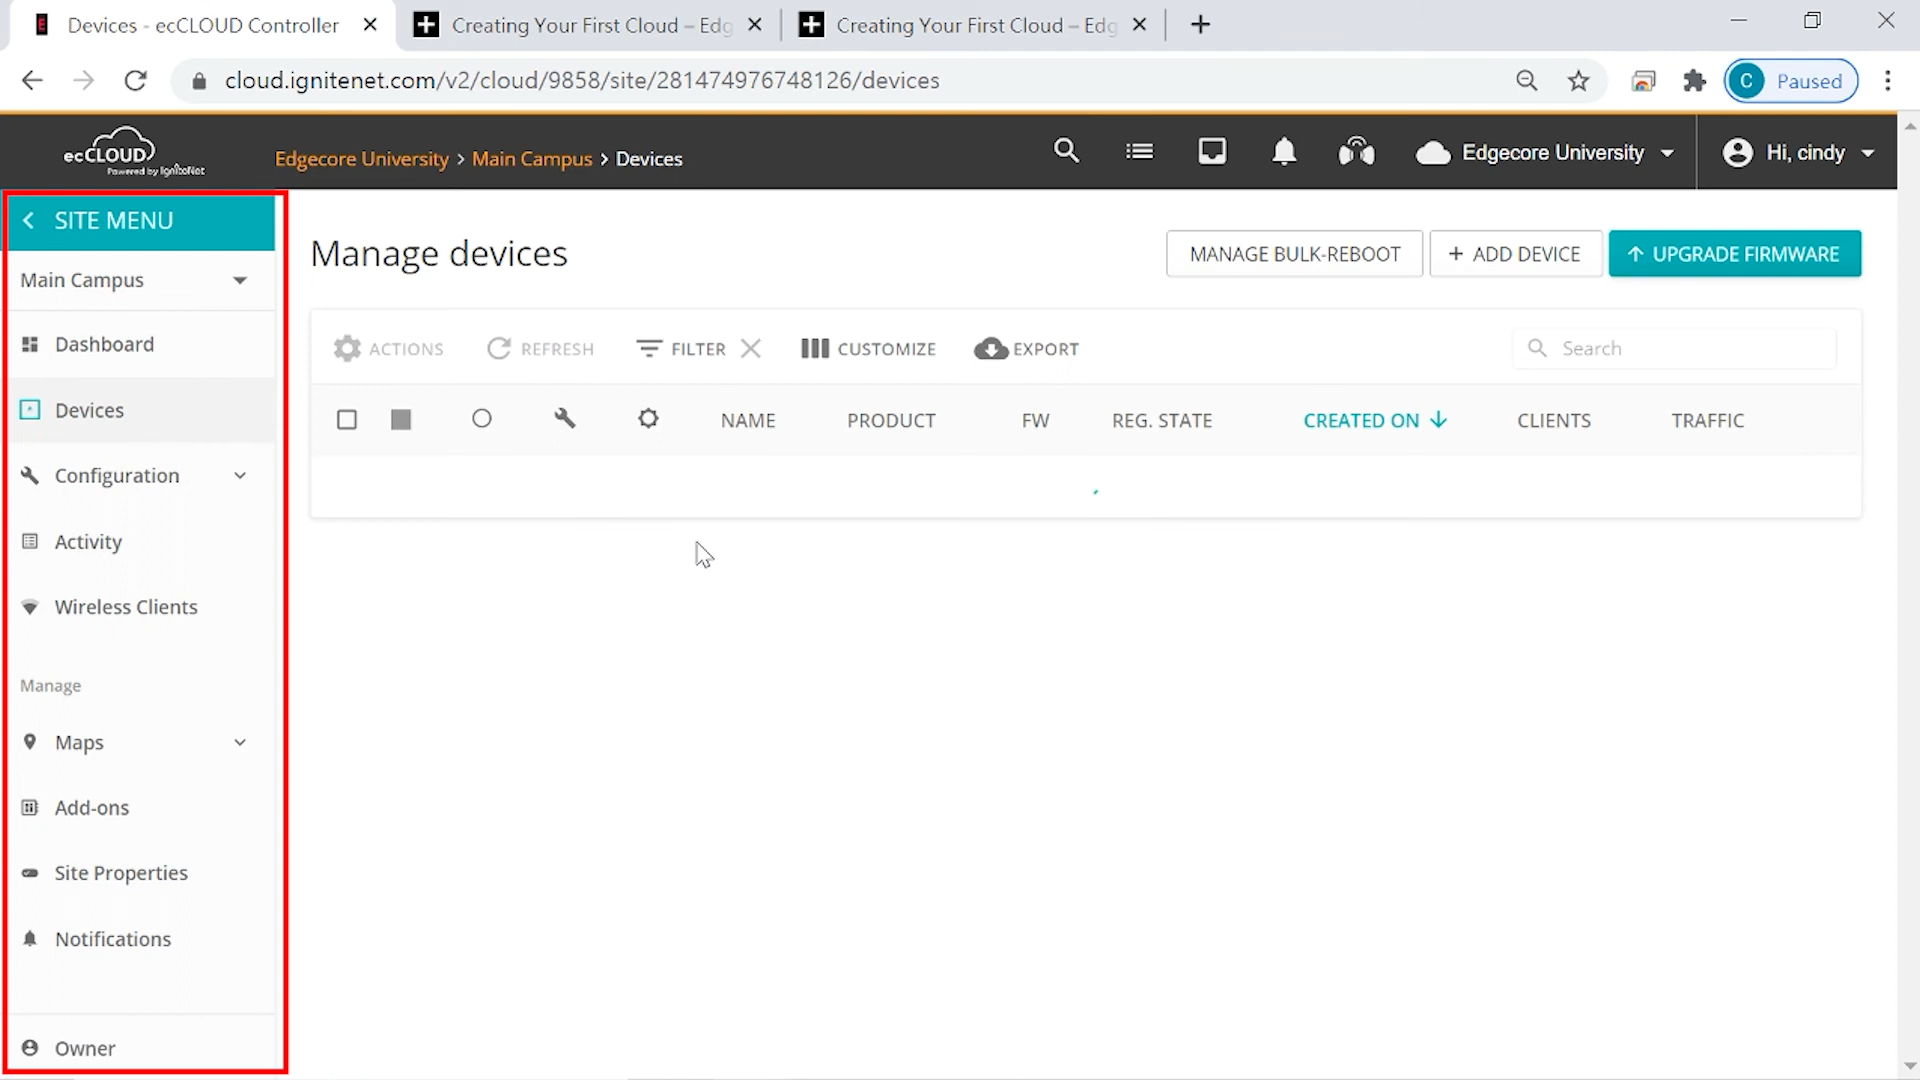 Devices - ecCLOUD Controller
Creating Your First Cloud – Edg
Creating Your First Cloud – Edg
cloud.ignitenet.com/v2/cloud/9858/site/281474976748126/devices
C Paused
ecCLOUD
Powered by IgniteNet
Edgecore University > Main Campus > Devices
Edgecore University
Hi, cindy
SITE MENU
Main Campus
Dashboard
Devices
Configuration
Activity
Wireless Clients
Manage
Maps
Add-ons
Site Properties
Notifications
Owner
Manage devices
MANAGE BULK-REBOOT
+ ADD DEVICE
UPGRADE FIRMWARE
ACTIONS
REFRESH
FILTER
CUSTOMIZE
EXPORT
Search
NAME
PRODUCT
FW
REG. STATE
CREATED ON
CLIENTS
TRAFFIC